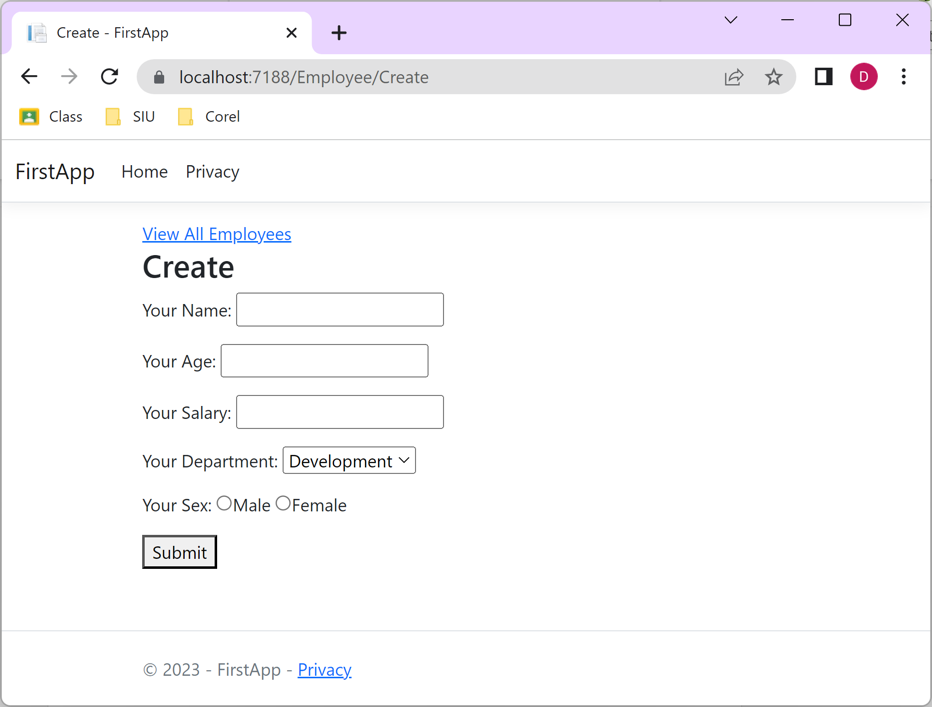 Create - FirstApp
localhost:7188/Employee/Create
D
Class SIU Corel
FirstApp Home Privacy
View All Employees
Create
Your Name:
Your Age:
Your Salary:
Your Department: Development
Your Sex: Male Female
Submit
© 2023 - FirstApp - Privacy